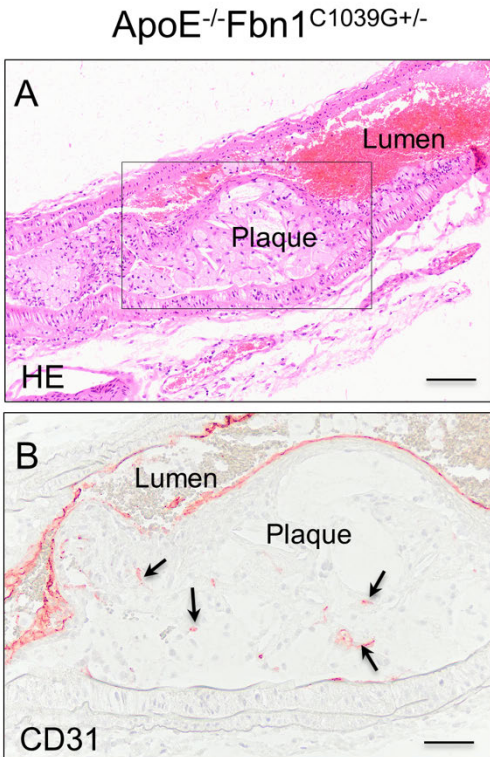 ApoE-/-Fbn1C1039G+/-
A
Lumen
Plaque
HE
B
Lumen
Plaque
CD31